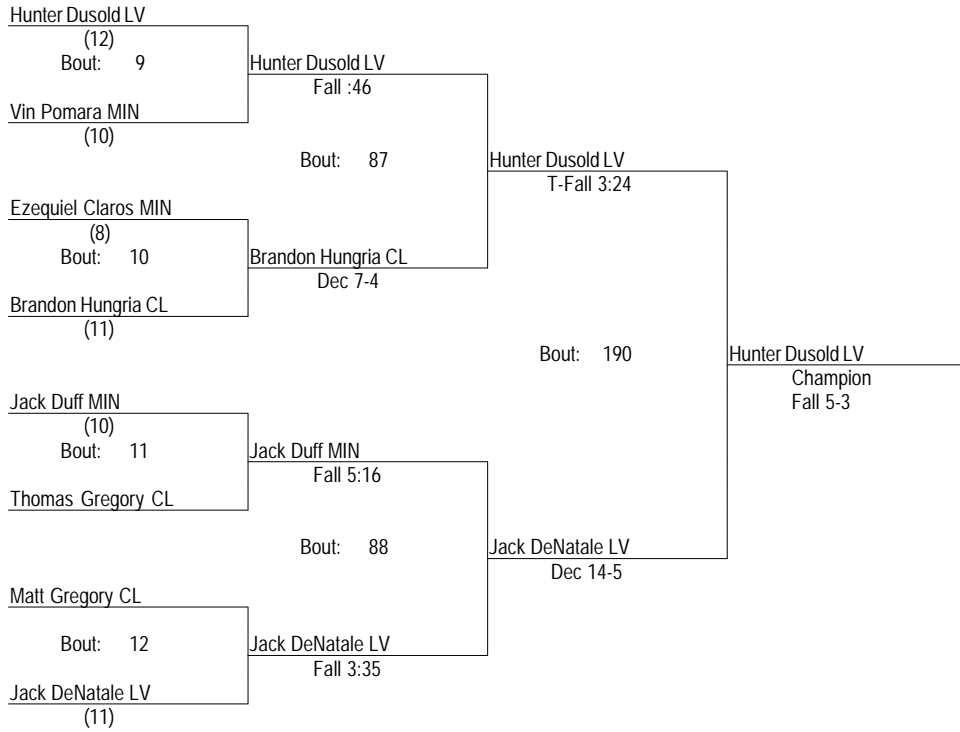 Hunter Dusold LV
(12)
Bout: 9
Hunter Dusold LV
Fall :46
Vin Pomara MIN
(10)
Bout: 87
Hunter Dusold LV
T-Fall 3:24
Ezequiel Claros MIN
(8)
Bout: 10
Brandon Hungria CL
Dec 7-4
Brandon Hungria CL
(11)
Bout: 190
Hunter Dusold LV
Champion
Fall 5-3
Jack Duff MIN
(10)
Bout: 11
Jack Duff MIN
Fall 5:16
Thomas Gregory CL
Bout: 88
Jack DeNatale LV
Dec 14-5
Matt Gregory CL
Bout: 12
Jack DeNatale LV
Fall 3:35
Jack DeNatale LV
(11)